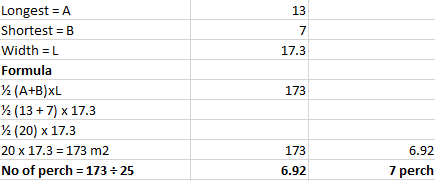 Longest = A 13
Shortest = B 7
Width = L 17.3
Formula
½ (A+B)xL 173
½ (13 + 7) x 17.3
½ (20) x 17.3
20 x 17.3 = 173 m2 173 6.92
No of perch = 173 ÷ 25 6.92 7 perch